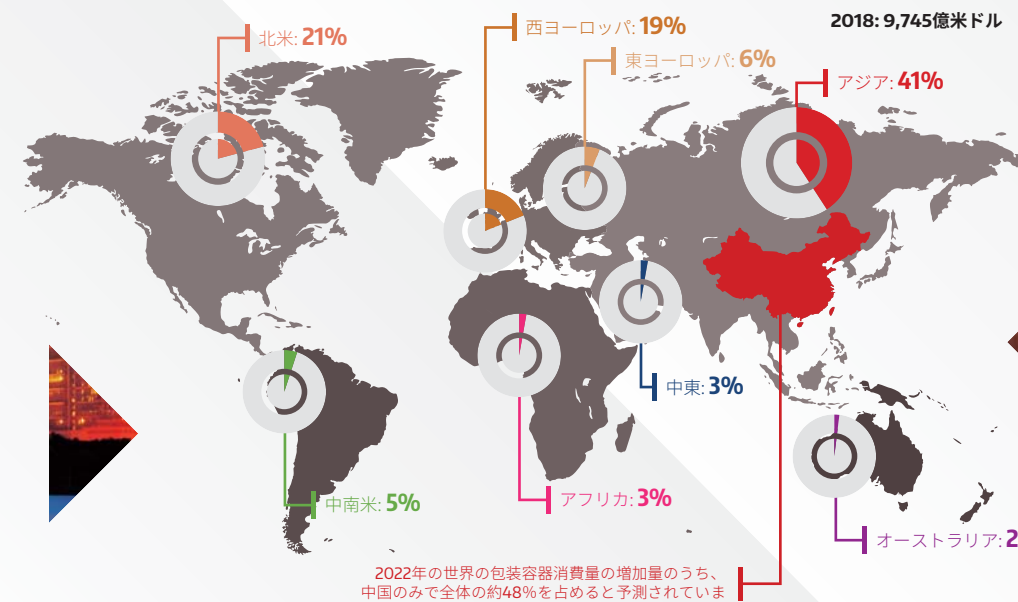 2018: 9,745億米ドル
北米: 21%
西ヨーロッパ: 19%
東ヨーロッパ: 6%
アジア: 41%
中東: 3%
中南米: 5%
アフリカ: 3%
オーストラリア: 2
2022年の世界の包装容器消費量の増加量のうち、
中国のみで全体の約48%を占めると予測されていま